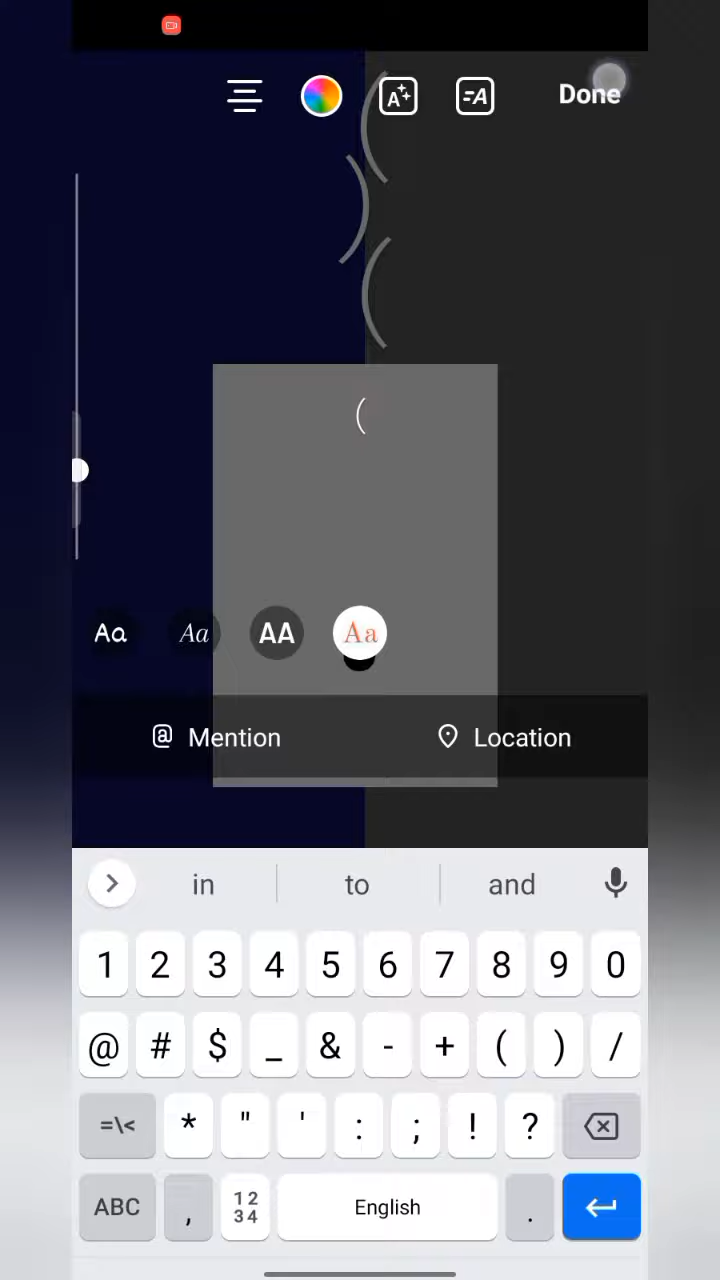 Done
(
)
(
(
Aa Aa AA Aa
Mention Location
in to and
1 2 3 4 5 6 7 8 9 0
@ # $ _ & - + ( ) /
=\< * " ' : ; ! ?
ABC , 12 34 English .